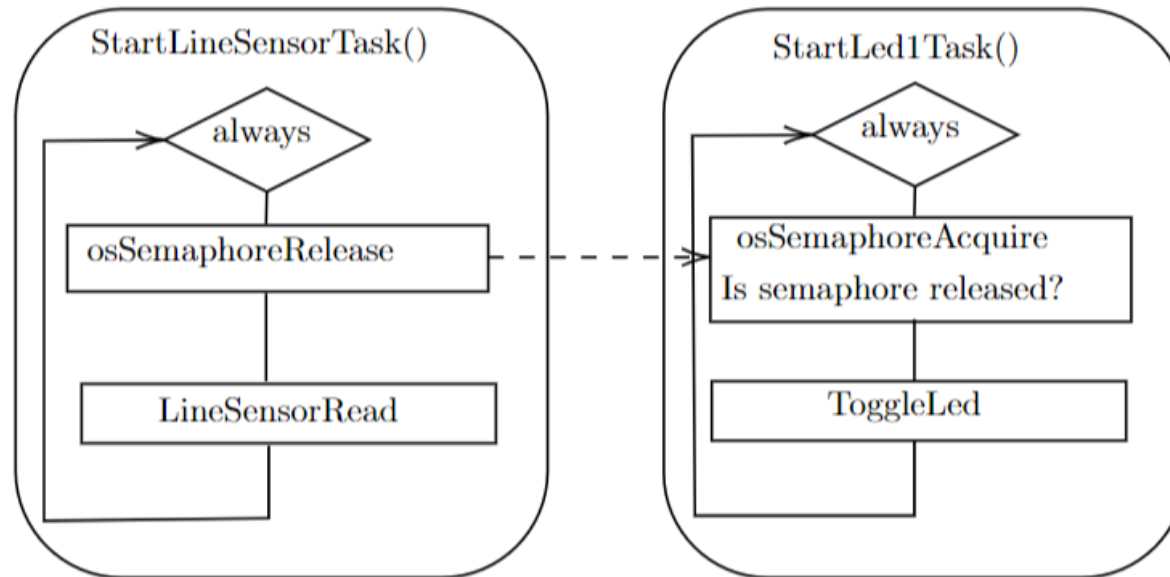 StartLineSensorTask()
always
osSemaphoreRelease
LineSensorRead
StartLed1Task()
always
osSemaphoreAcquire
Is semaphore released?
ToggleLed